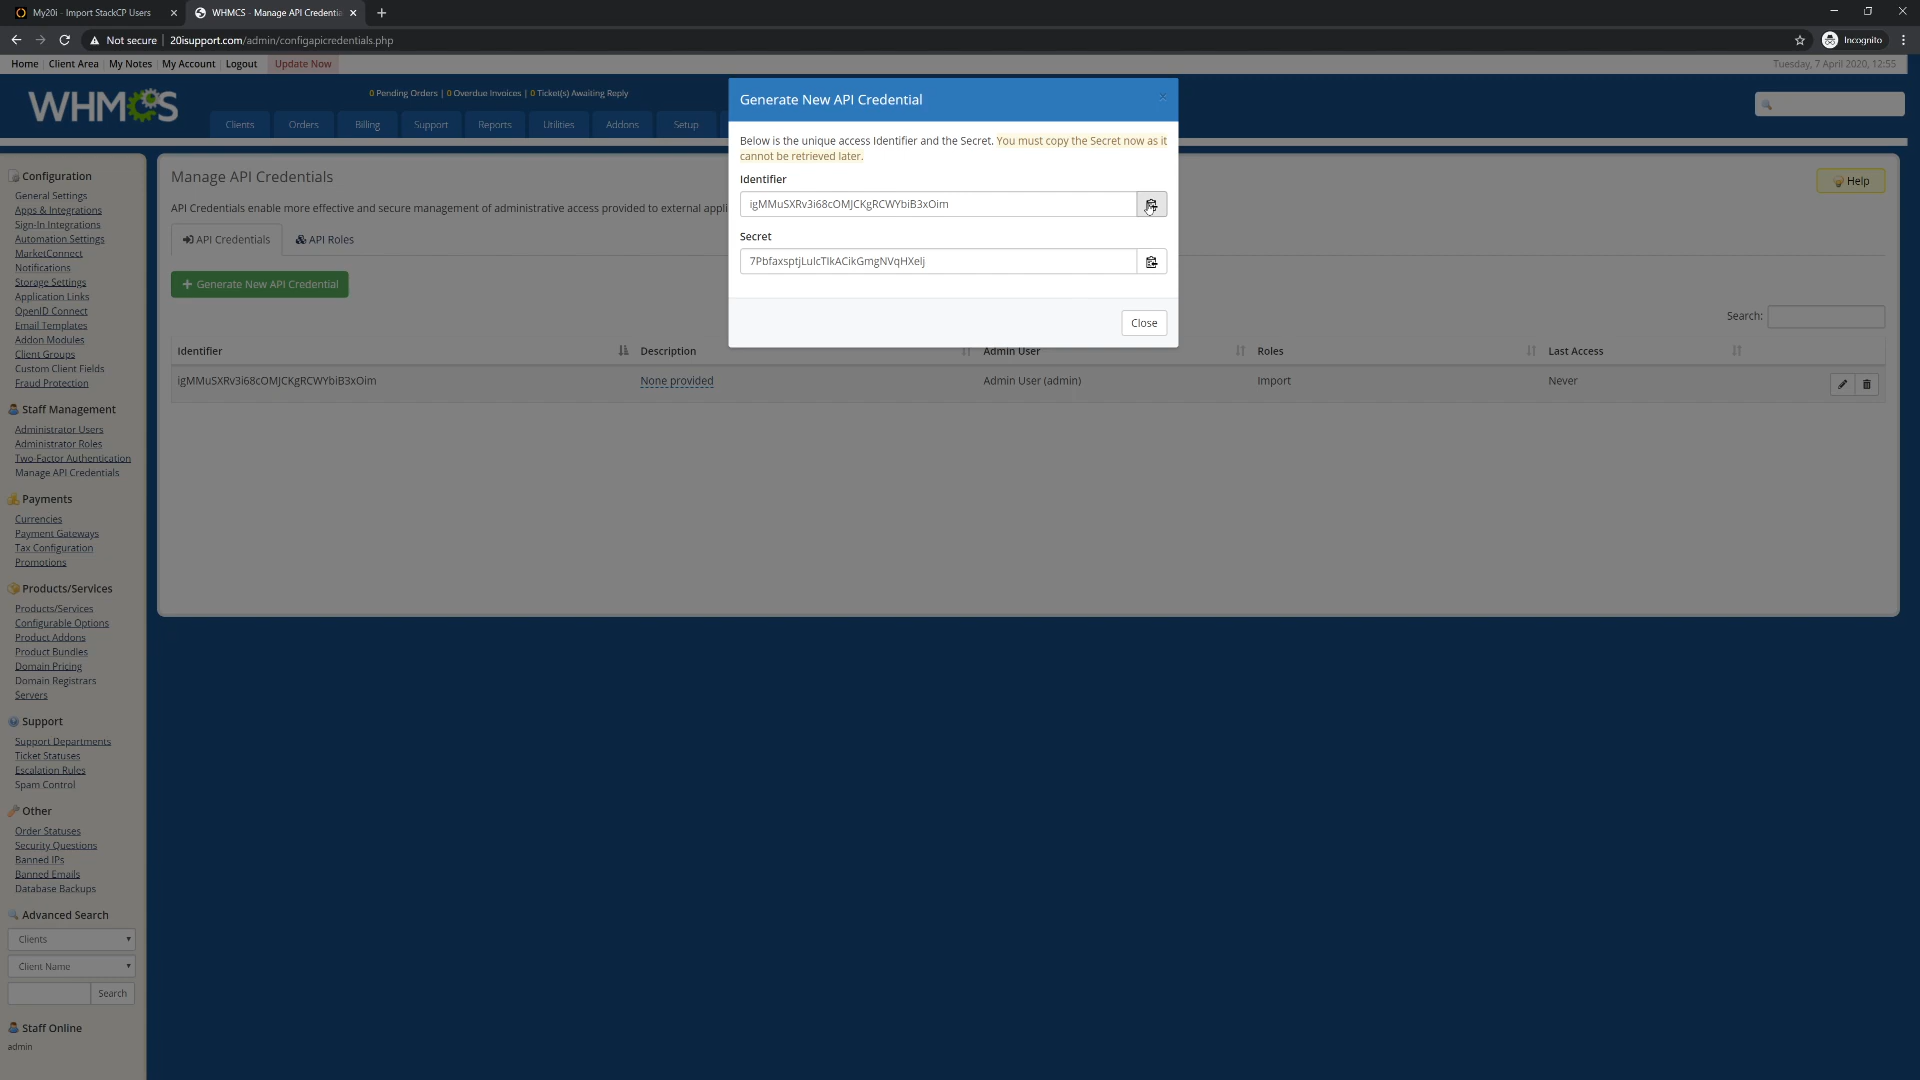 My20i - Import StackCP Users
WHMCS - Manage API Credentia
Not secure
20isupport.com/admin/configapicredentials.php
Incognito
Home
Client Area
My Notes
My Account
Logout
Update Now
Tuesday, 7 April 2020, 12:55
WHMCS
0 Pending Orders | 0 Overdue Invoices | 0 Ticket(s) Awaiting Reply
Clients
Orders
Billing
Support
Reports
Utilities
Addons
Setup
Generate New API Credential
Below is the unique access Identifier and the Secret. You must copy the Secret now as it
cannot be retrieved later.
Identifier
igMMuSXRv3i68cOMJCKgRCWYbiB3xOim
Secret
7PbfaxsptjLulcTlkACikGmgNVqHXelj
Close
Configuration
General Settings
Apps & Integrations
Sign-In Integrations
Automation Settings
MarketConnect
Notifications
Storage Settings
Application Links
OpenID Connect
Email Templates
Addon Modules
Client Groups
Custom Client Fields
Fraud Protection
Staff Management
Administrator Users
Administrator Roles
Two-Factor Authentication
Manage API Credentials
Payments
Currencies
Payment Gateways
Tax Configuration
Promotions
Products/Services
Products/Services
Configurable Options
Product Addons
Product Bundles
Domain Pricing
Domain Registrars
Servers
Support
Support Departments
Ticket Statuses
Escalation Rules
Spam Control
Other
Order Statuses
Security Questions
Banned IPs
Banned Emails
Database Backups
Advanced Search
Clients
Client Name
Search
Staff Online
admin
Manage API Credentials
Help
API Credentials enable more effective and secure management of administrative access provided to external appl
API Credentials
API Roles
Generate New API Credential
Search:
Identifier
Description
Admin User
Roles
Last Access
igMMuSXRv3i68cOMJCKgRCWYbiB3xOim
None provided
Admin User (admin)
Import
Never